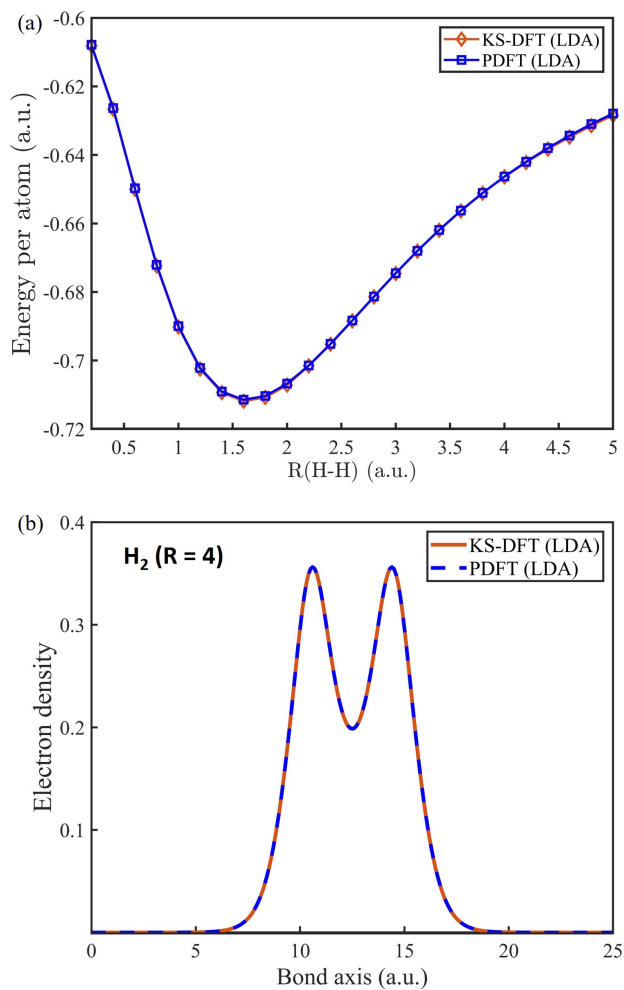 (a)
-0.6
-0.62
-0.64
-0.66
-0.68
-0.7
-0.72
Energy per atom (a.u.)
KS-DFT (LDA)
PDFT (LDA)
0.5 1 1.5 2 2.5 3 3.5 4 4.5 5
R(H-H) (a.u.)
(b)
0.4
0.3
0.2
0.1
Electron density
H₂ (R = 4)
KS-DFT (LDA)
PDFT (LDA)
0 5 10 15 20 25
Bond axis (a.u.)